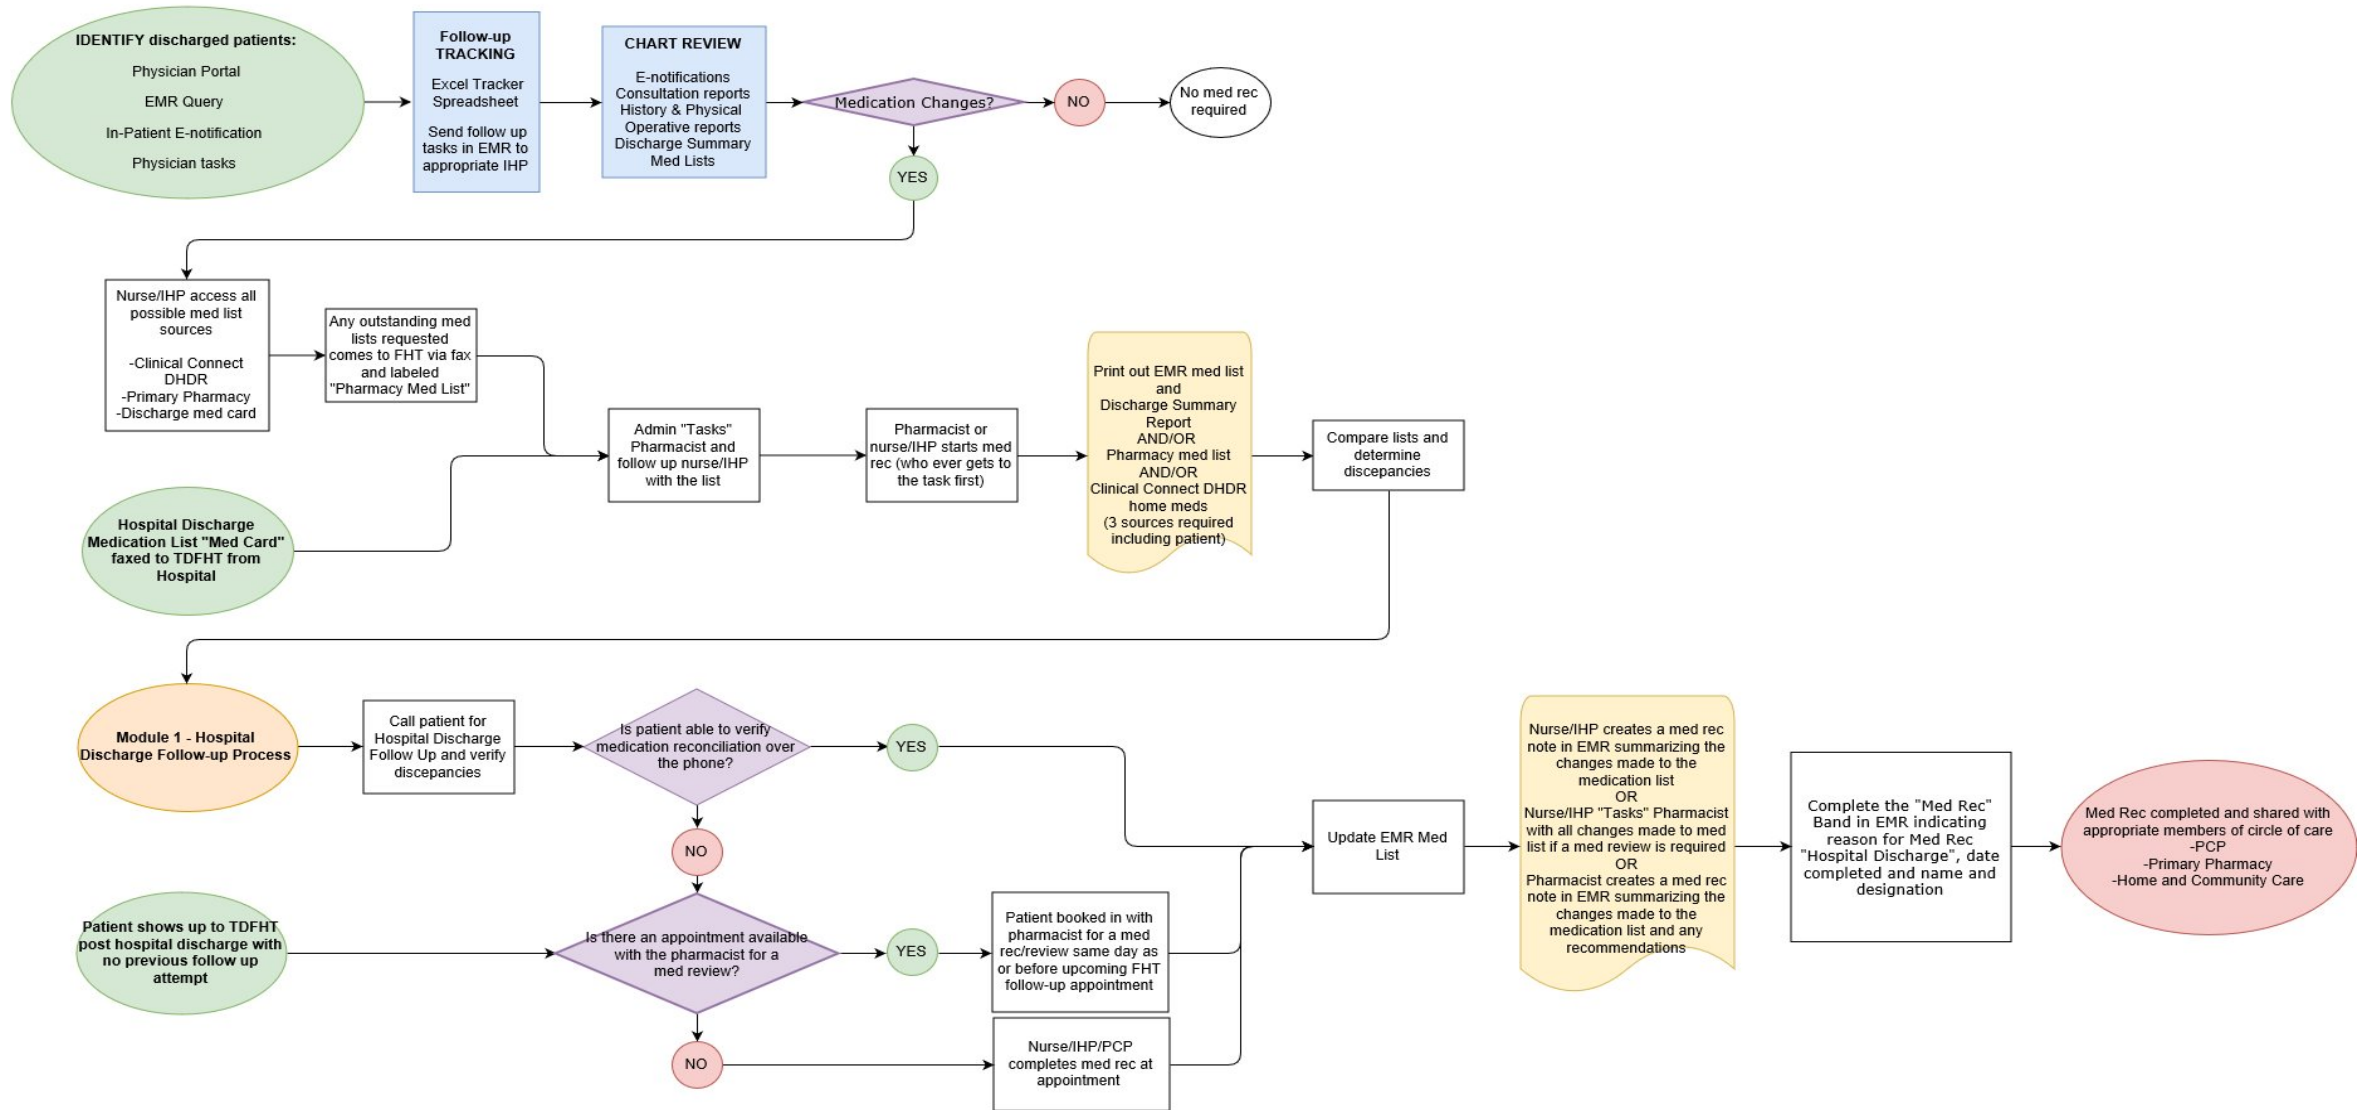 IDENTIFY discharged patients:
Physician Portal
EMR Query
In-Patient E-notification
Physician tasks
Follow-up
TRACKING
Excel Tracker
Spreadsheet
Send follow up
tasks in EMR to
appropriate IHP
CHART REVIEW
E-notifications
Consultation reports
History & Physical
Operative reports
Discharge Summary
Med Lists
Medication Changes?
NO
No med rec
required
YES
Nurse/IHP access all
possible med list
sources
-Clinical Connect
DHDR
-Primary Pharmacy
-Discharge med card
Any outstanding med
lists requested
comes to FHT via fax
and labeled
"Pharmacy Med List"
Hospital Discharge
Medication List "Med Card"
faxed to TDFHT from
Hospital
Admin "Tasks"
Pharmacist and
follow up nurse/IHP
with the list
Pharmacist or
nurse/IHP starts med
rec (who ever gets to
the task first)
Print out EMR med list
and
Discharge Summary
Report
AND/OR
Pharmacy med list
AND/OR
Clinical Connect DHDR
home meds
(3 sources required
including patient)
Compare lists and
determine
discepancies
Module 1 - Hospital
Discharge Follow-up Process
Call patient for
Hospital Discharge
Follow Up and verify
discepancies
Is patient able to verify
medication reconciliation over
the phone?
YES
NO
Patient shows up to TDFHT
post hospital discharge with
no previous follow up
attempt
Is there an appointment available
with the pharmacist for a
med review?
YES
Patient booked in with
pharmacist for a med
rec/review same day as
or before upcoming FHT
follow-up appointment
NO
Nurse/IHP/PCP
completes med rec at
appointment
Update EMR Med
List
Nurse/IHP creates a med rec
note in EMR summarizing the
changes made to the
medication list
OR
Nurse/IHP "Tasks" Pharmacist
with all changes made to med
list if a med review is required
OR
Pharmacist creates a med rec
note in EMR summarizing the
changes made to the
medication list and any
recommendations
Complete the "Med Rec"
Band in EMR indicating
reason for Med Rec
"Hospital Discharge", date
completed and name and
designation
Med Rec completed and shared with
appropriate members of circle of care
-PCP
-Primary Pharmacy
-Home and Community Care